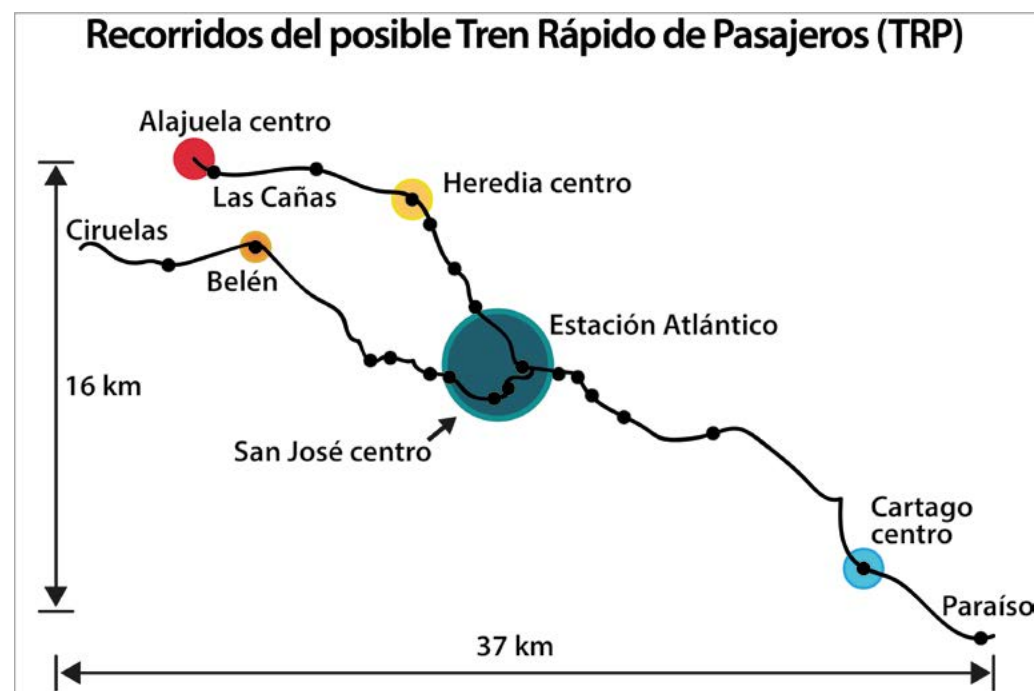 Recorridos del posible Tren Rápido de Pasajeros (TRP)
Alajuela centro
Las Cañas
Heredia centro
Ciruelas
Belén
Estación Atlántico
16 km
San José centro
Cartago
centro
Paraíso
37 km